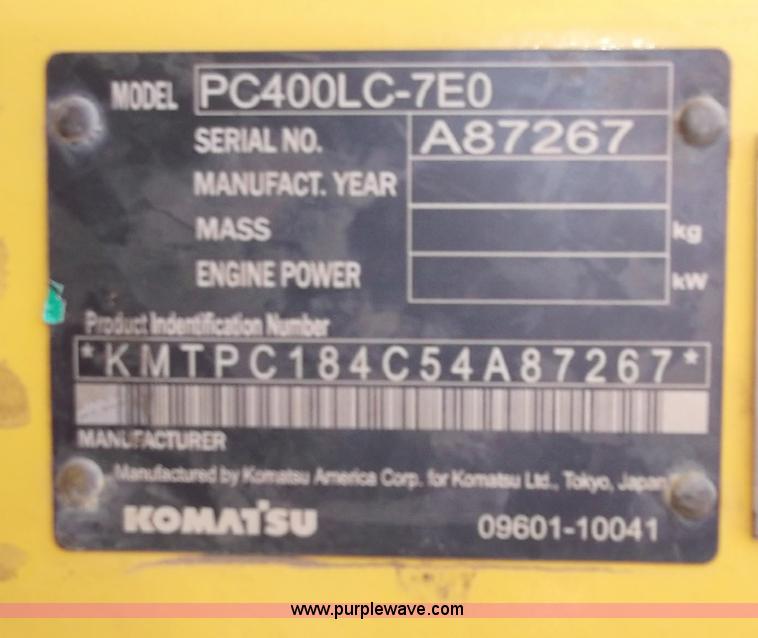 MODEL PC400LC-7E0
SERIAL NO. A87267
MANUFACT. YEAR
MASS kg
ENGINE POWER kW
Product Indentification Number
*KMTPC184C54A87267*
MANUFACTURER
Manufactured by Komatsu America Corp. for Komatsu Ltd., Tokyo, Japan
KOMATSU 09601-10041
www.purplewave.com